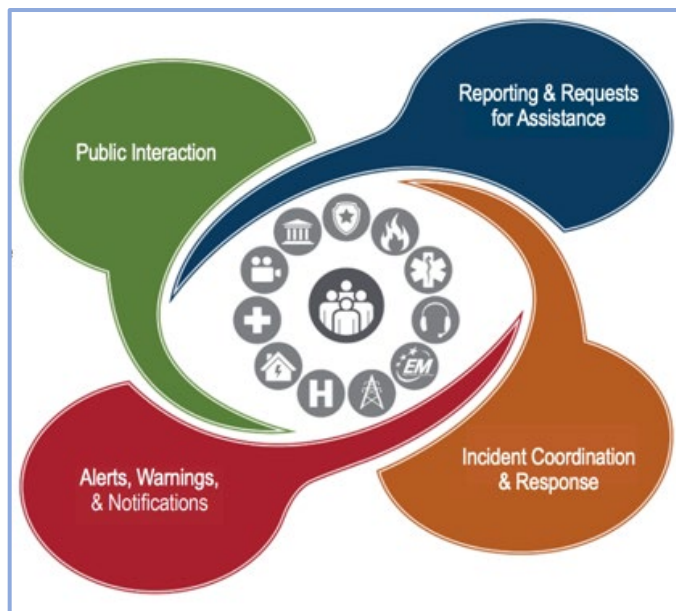 Public Interaction
Reporting & Requests
for Assistance
EM
H
Alerts, Warnings,
& Notifications
Incident Coordination
& Response